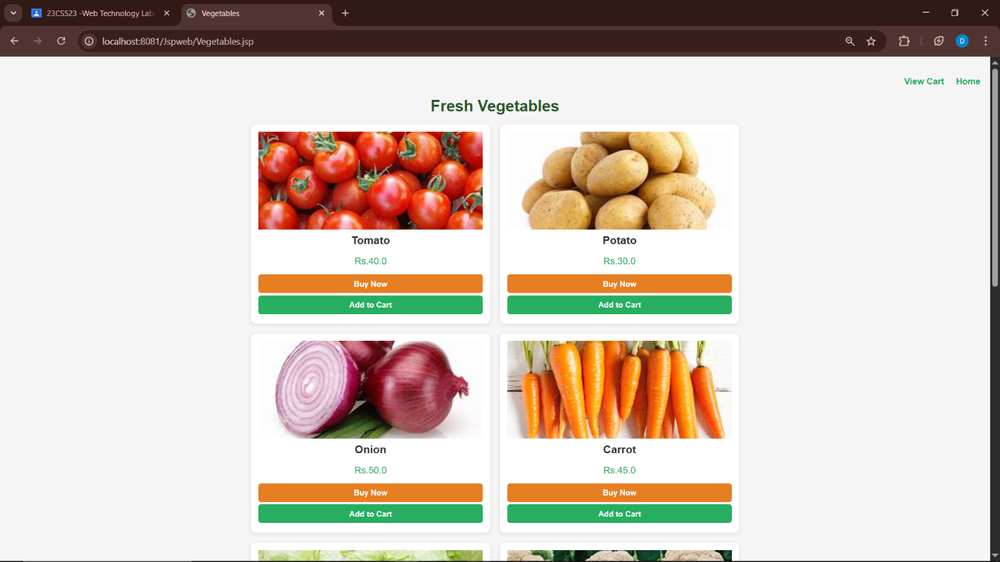 23CS523 -Web Technology Lab
Vegetables
localhost:8081/Jspweb/Vegetables.jsp
D
View Cart Home
Fresh Vegetables
Tomato
Rs.40.0
Buy Now
Add to Cart
Potato
Rs.30.0
Buy Now
Add to Cart
Onion
Rs.50.0
Buy Now
Add to Cart
Carrot
Rs.45.0
Buy Now
Add to Cart